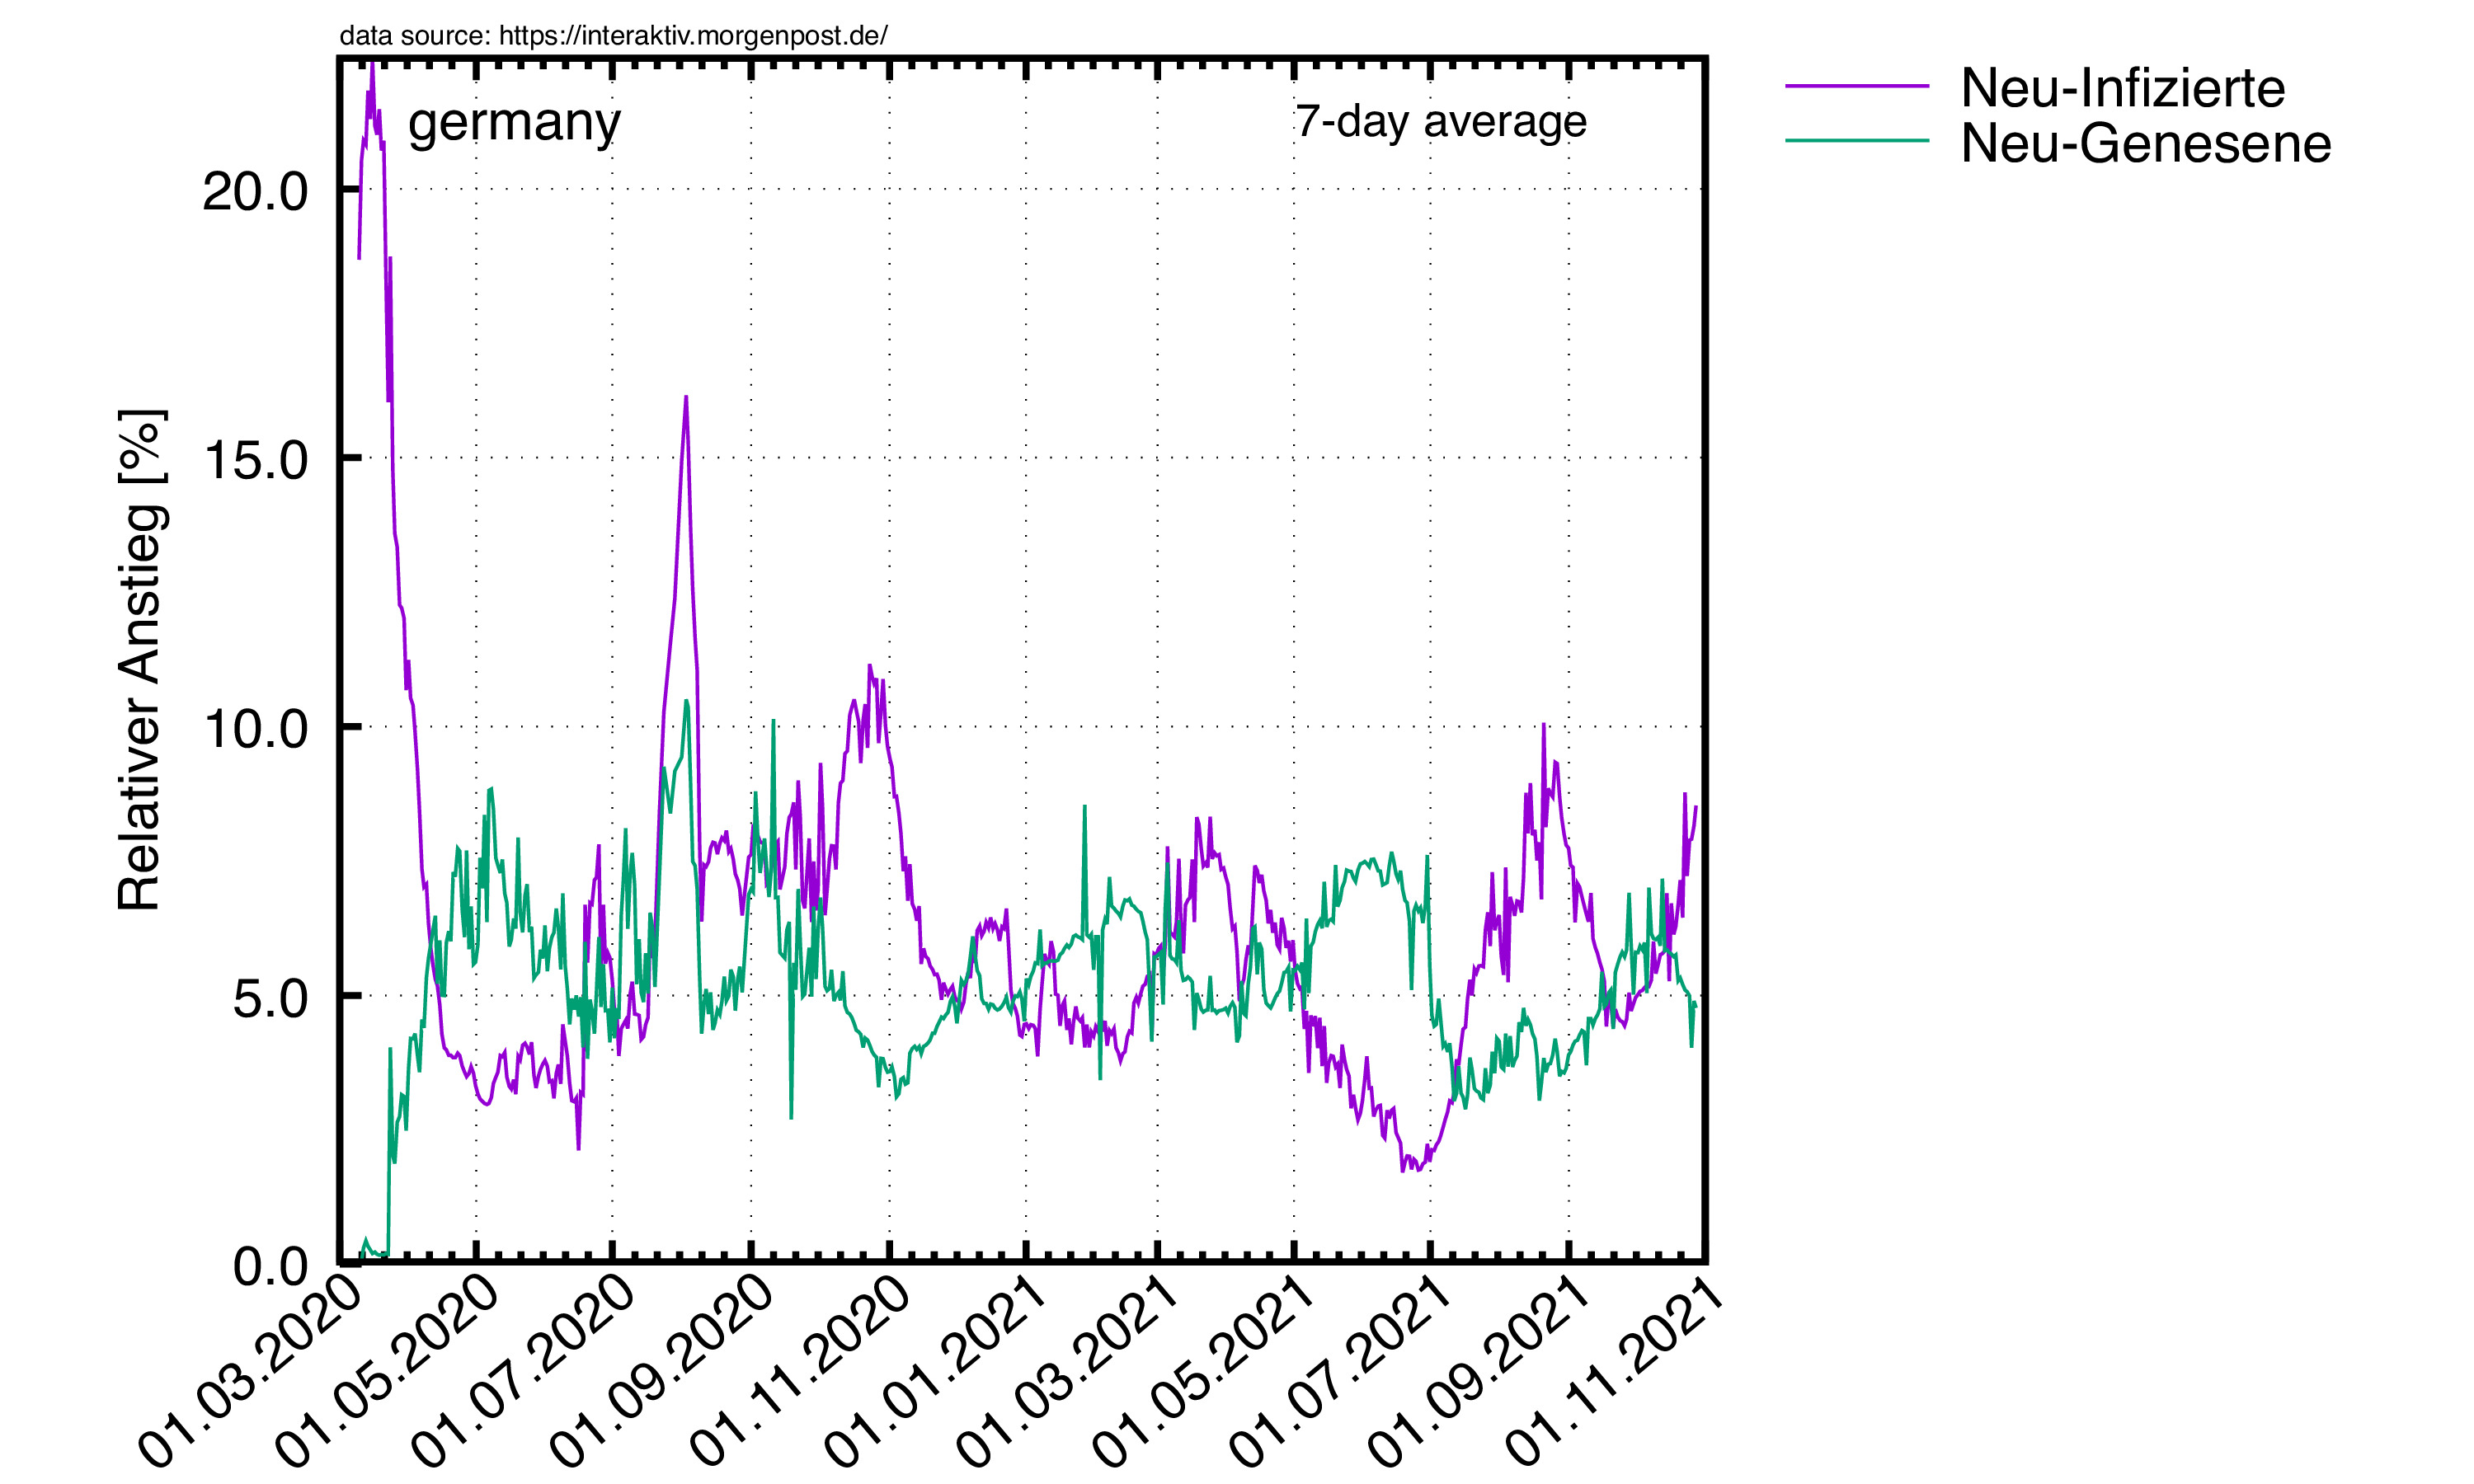 data source: https://interaktiv.morgenpost.de/
germany
7-day average
Neu-Infizierte
Neu-Genesene
Relativer Anstieg [%]
20.0
15.0
10.0
5.0
0.0
01.03.2020
01.05.2020
01.07.2020
01.09.2020
01.11.2020
01.01.2021
01.03.2021
01.05.2021
01.07.2021
01.09.2021
01.11.2021